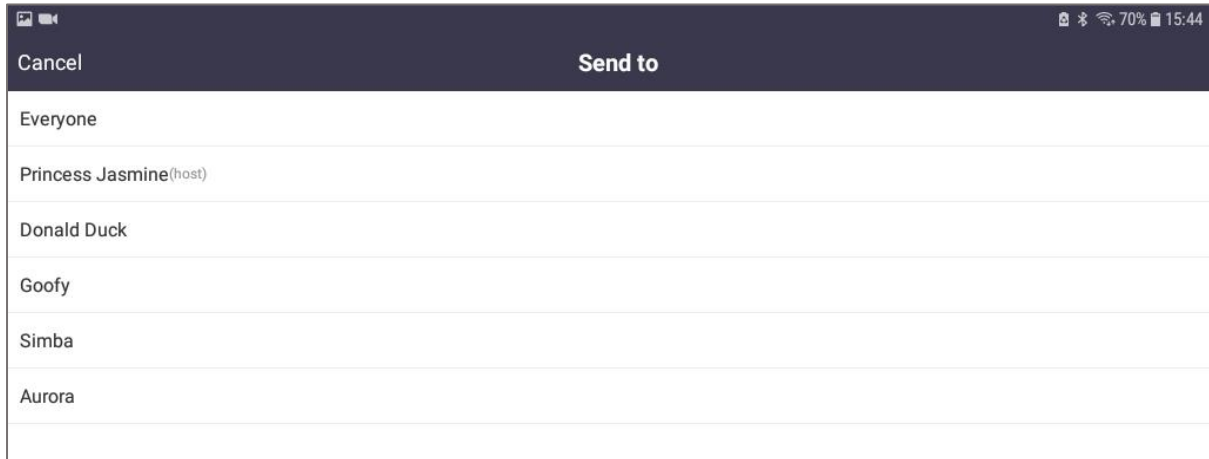 70% 15:44
Cancel Send to
Everyone
Princess Jasmine(host)
Donald Duck
Goofy
Simba
Aurora